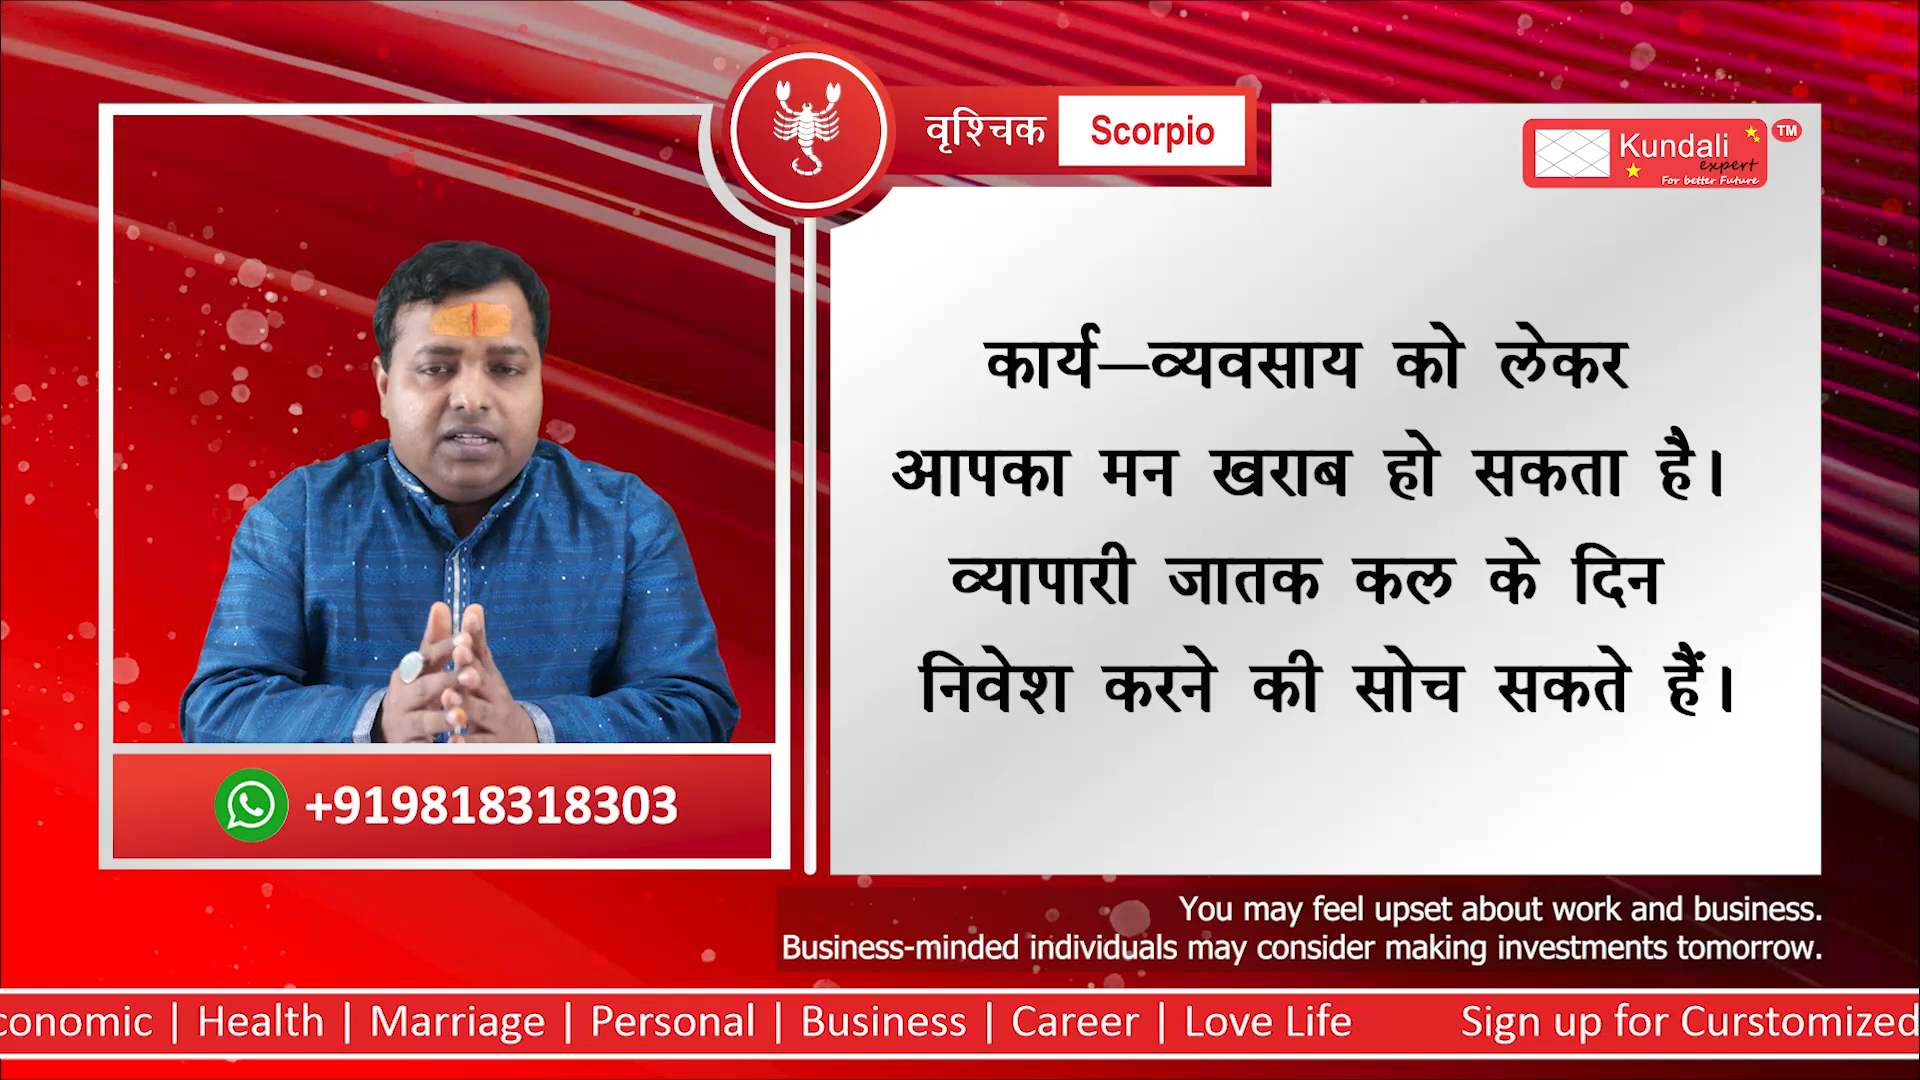 वृश्चिक Scorpio
Kundali TM
expert
For better Future
कार्य–व्यवसाय को लेकर
आपका मन खराब हो सकता है।
व्यापारी जातक कल के दिन
निवेश करने की सोच सकते हैं।
+919818318303
You may feel upset about work and business.
Business-minded individuals may consider making investments tomorrow.
conomic | Health | Marriage | Personal | Business | Career | Love Life Sign up for Curstomized